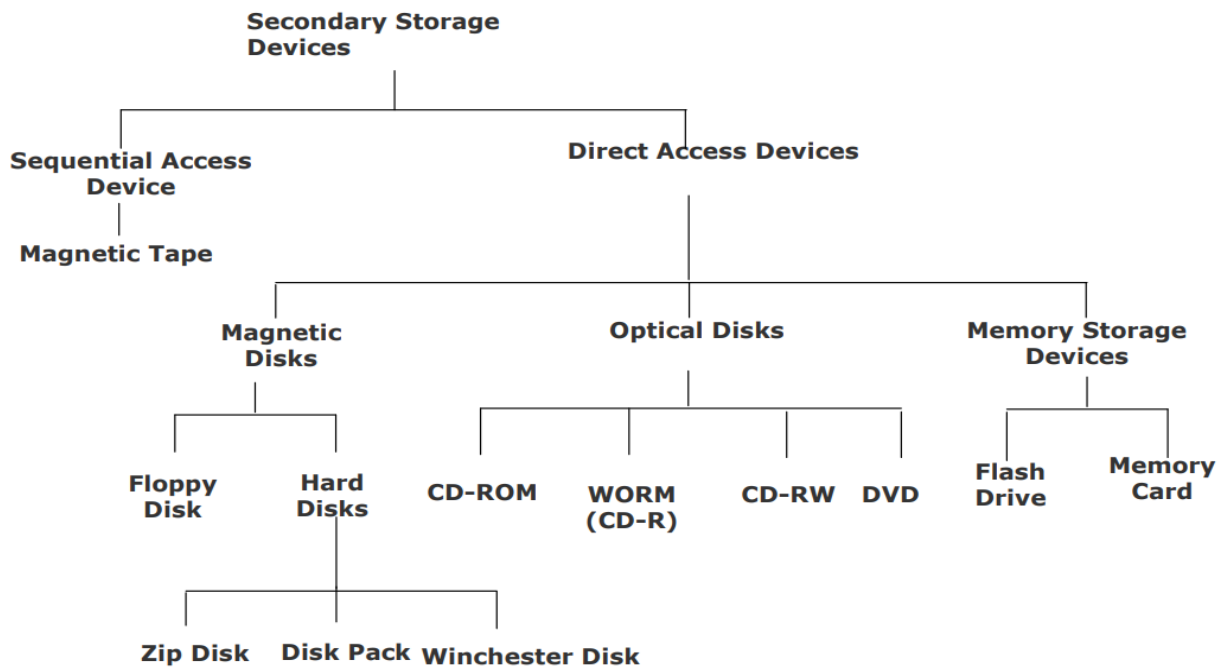 Secondary Storage
Devices
Sequential Access
Device
Direct Access Devices
Magnetic Tape
Magnetic
Disks
Optical Disks
Memory Storage
Devices
Floppy
Disk
Hard
Disks
CD-ROM
WORM
(CD-R)
CD-RW
DVD
Flash
Drive
Memory
Card
Zip Disk
Disk Pack
Winchester Disk